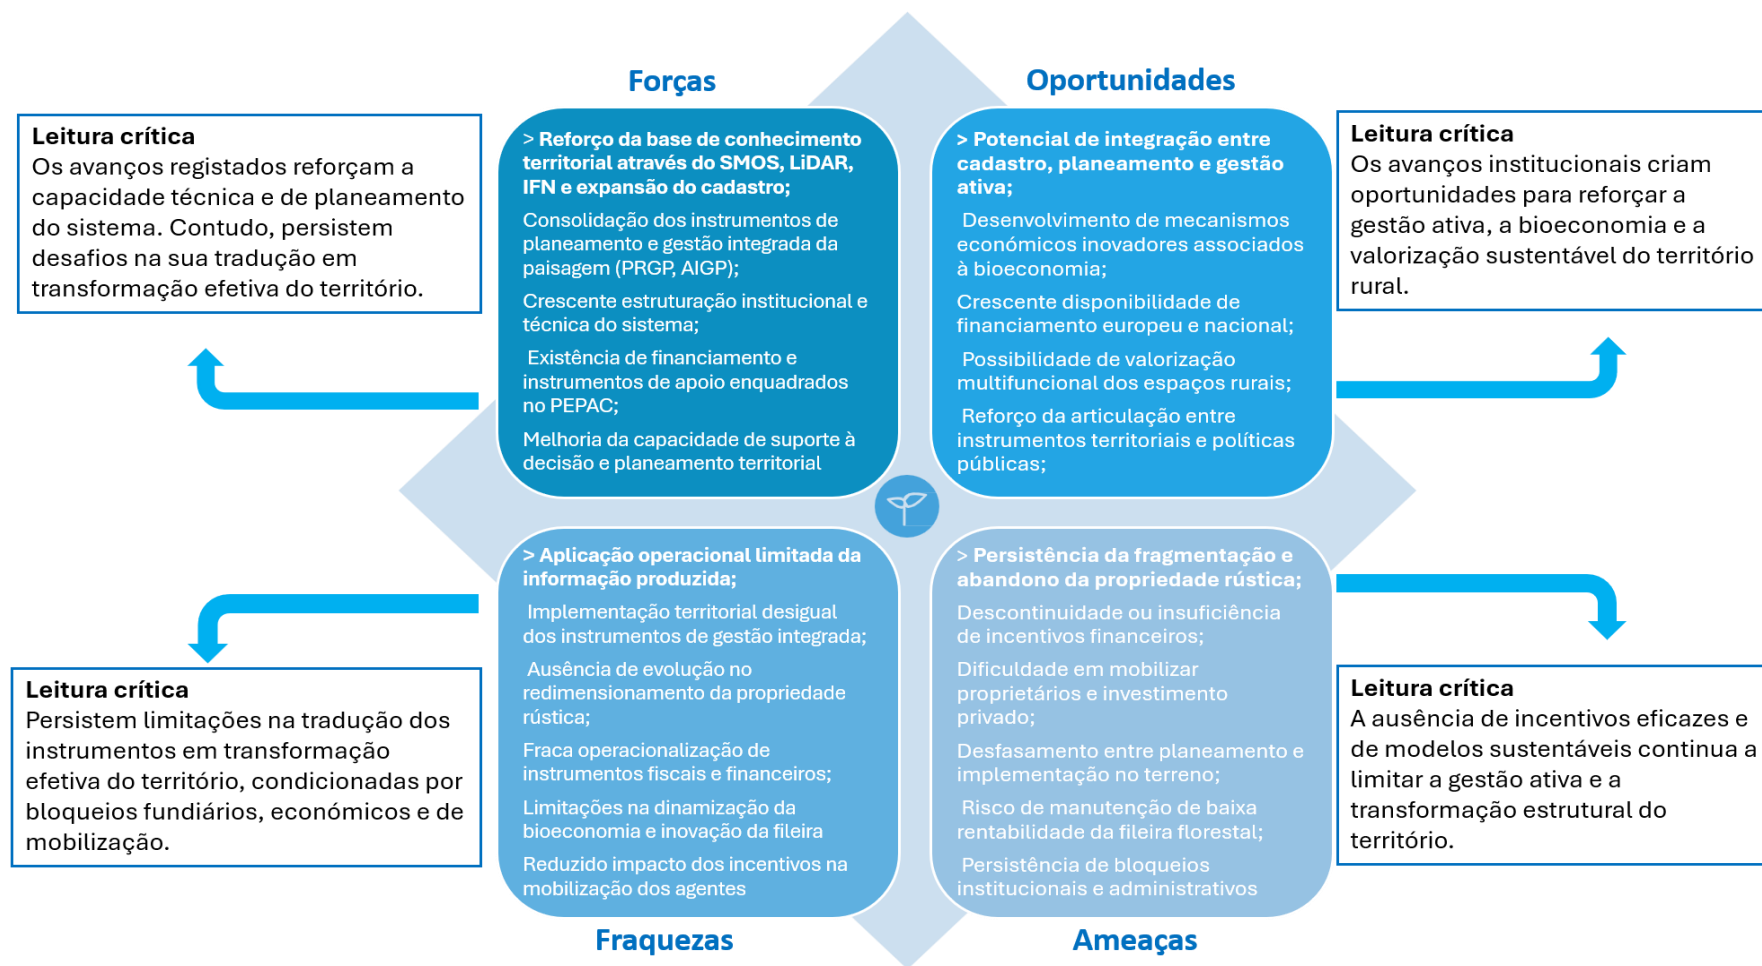 Forças
Oportunidades
Leitura crítica
Os avanços registados reforçam a
capacidade técnica e de planeamento
do sistema. Contudo, persistem
desafios na sua tradução em
transformação efetiva do território.
> Reforço da base de conhecimento
territorial através do SMOS, LiDAR,
IFN e expansão do cadastro;
Consolidação dos instrumentos de
planeamento e gestão integrada da
paisagem (PRGP, AIGP);
Crescente estruturação institucional e
técnica do sistema;
Existência de financiamento e
instrumentos de apoio enquadrados
no PEPAC;
Melhoria da capacidade de suporte à
decisão e planeamento territorial
> Potencial de integração entre
cadastro, planeamento e gestão
ativa;
Desenvolvimento de mecanismos
económicos inovadores associados
à bioeconomia;
Crescente disponibilidade de
financiamento europeu e nacional;
Possibilidade de valorização
multifuncional dos espaços rurais;
Reforço da articulação entre
instrumentos territoriais e políticas
públicas;
Leitura crítica
Os avanços institucionais criam
oportunidades para reforçar a
gestão ativa, a bioeconomia e a
valorização sustentável do território
rural.
Leitura crítica
Persistem limitações na tradução dos
instrumentos em transformação
efetiva do território, condicionadas por
bloqueios fundiários, económicos e de
mobilização.
> Aplicação operacional limitada da
informação produzida;
Implementação territorial desigual
dos instrumentos de gestão integrada;
Ausência de evolução no
redimensionamento da propriedade
rústica;
Fraca operacionalização de
instrumentos fiscais e financeiros;
Limitações na dinamização da
bioeconomia e inovação da fileira
Reduzido impacto dos incentivos na
mobilização dos agentes
> Persistência da fragmentação e
abandono da propriedade rústica;
Descontinuidade ou insuficiência
de incentivos financeiros;
Dificuldade em mobilizar
proprietários e investimento
privado;
Desfasamento entre planeamento e
implementação no terreno;
Risco de manutenção de baixa
rentabilidade da fileira florestal;
Persistência de bloqueios
institucionais e administrativos
Leitura crítica
A ausência de incentivos eficazes e
de modelos sustentáveis continua a
limitar a gestão ativa e a
transformação estrutural do
território.
Fraquezas
Ameaças